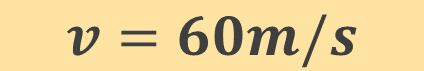 v = 60m/s